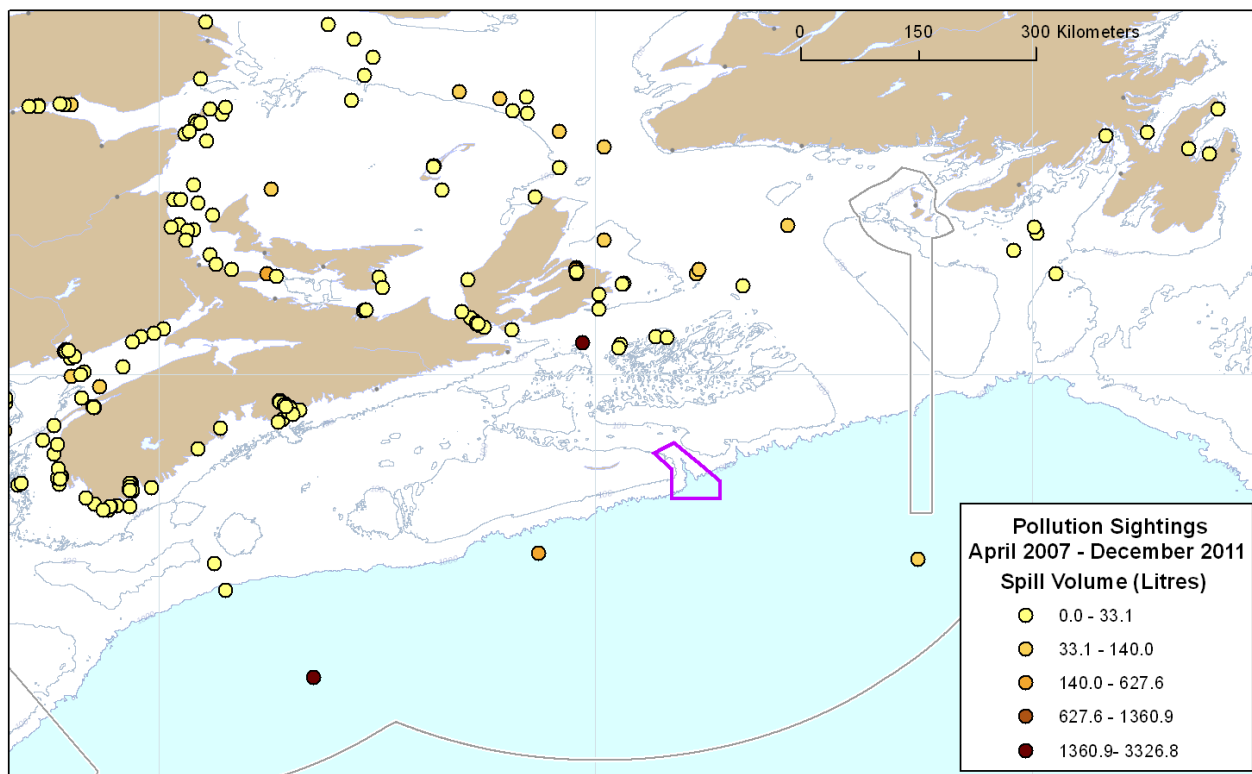 0 150 300 Kilometers
Pollution Sightings
April 2007 - December 2011
Spill Volume (Litres)
0.0 - 33.1
33.1 - 140.0
140.0 - 627.6
627.6 - 1360.9
1360.9- 3326.8